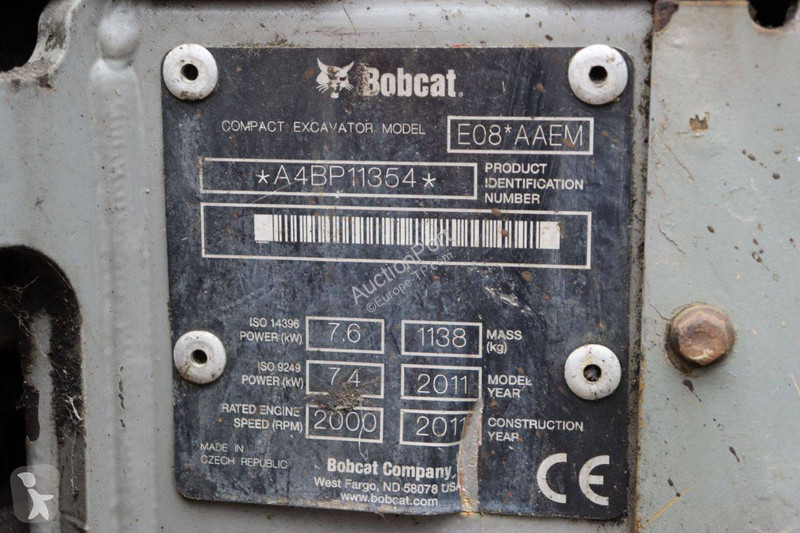 Bobcat.
COMPACT EXCAVATOR MODEL E08*AAEM
*A4BP11354* PRODUCT IDENTIFICATION NUMBER
AuctionPort
©Europe-TP.com
ISO 14396 POWER (kW) 7.6 1138 MASS (kg)
ISO 9249 POWER (kW) 7.4 2011 MODEL YEAR
RATED ENGINE SPEED (RPM) 2000 2011 CONSTRUCTION YEAR
MADE IN CZECH REPUBLIC
Bobcat Company
West Fargo, ND 58078 USA
www.bobcat.com
CE